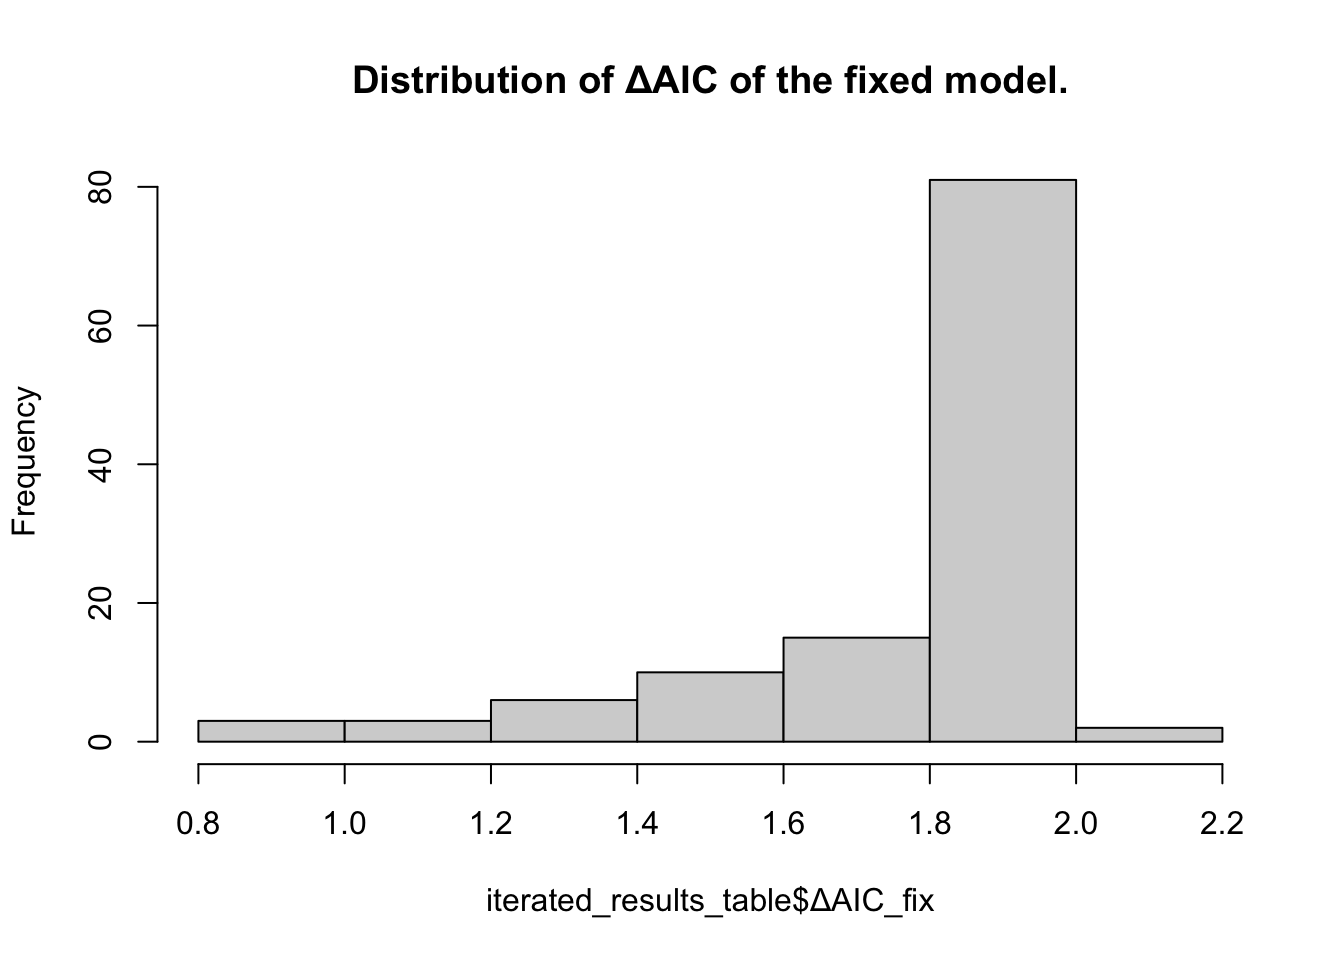 Distribution of ΔAIC of the fixed model.
Frequency
80
60
40
20
0
0.8 1.0 1.2 1.4 1.6 1.8 2.0 2.2
iterated_results_table$ΔAIC_fix